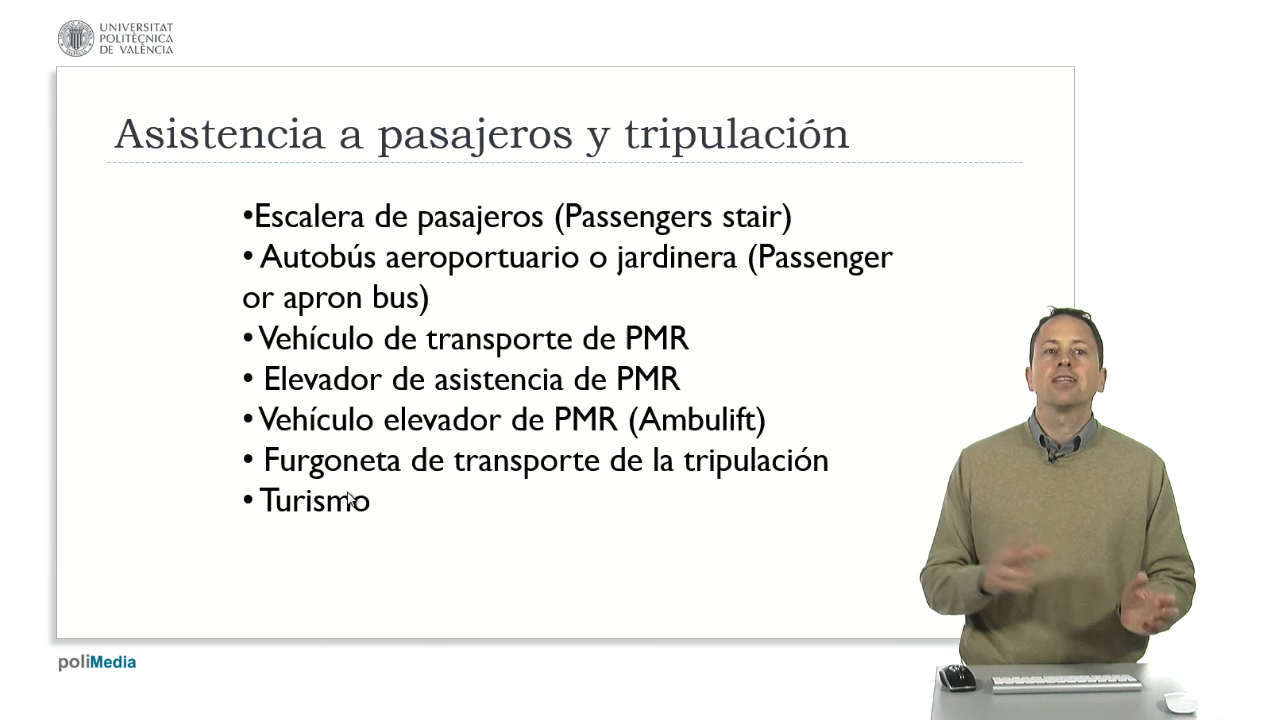 UNIVERSITAT
POLITÈCNICA
DE VALÈNCIA
Asistencia a pasajeros y tripulación
•Escalera de pasajeros (Passengers stair)
• Autobús aeroportuario o jardinera (Passenger
or apron bus)
• Vehículo de transporte de PMR
• Elevador de asistencia de PMR
• Vehículo elevador de PMR (Ambulift)
• Furgoneta de transporte de la tripulación
• Turismo
poliMedia